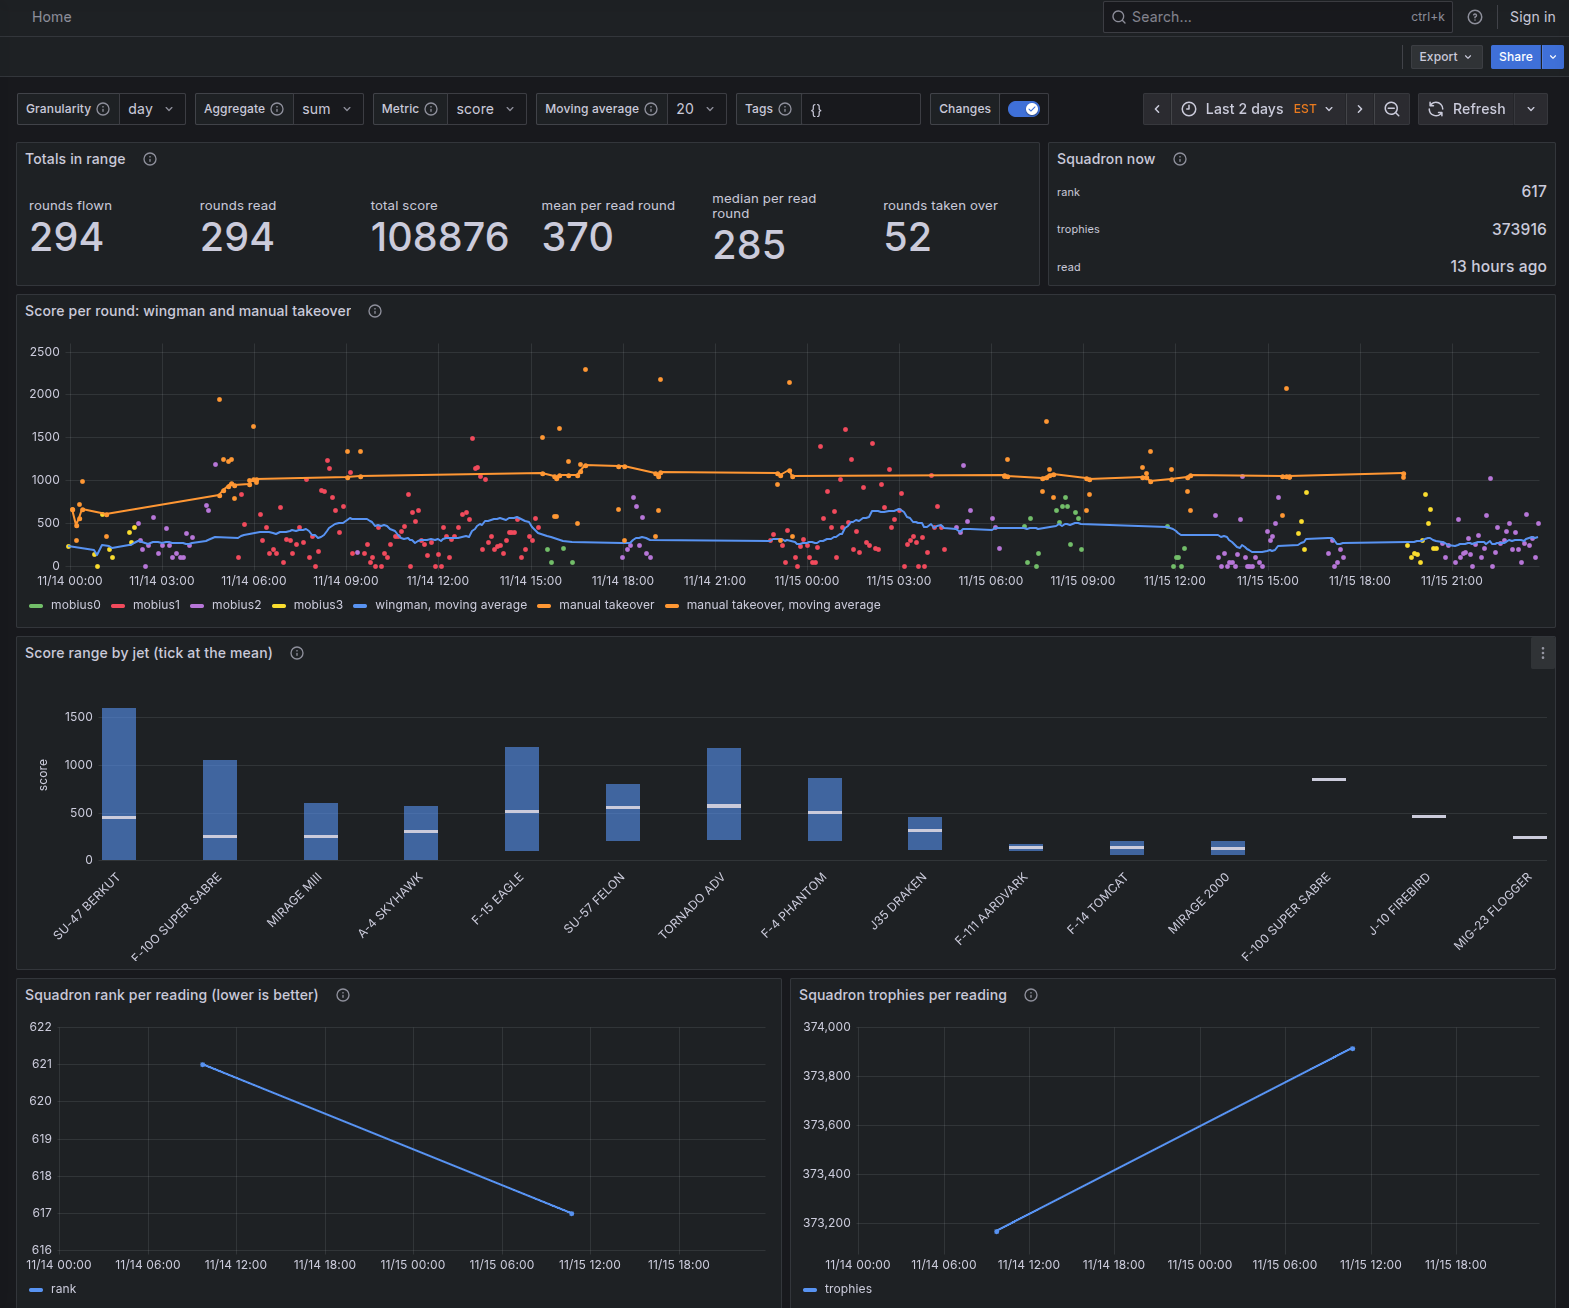 Home
Search...
ctrl+k
Sign in
Export
Share
Granularity
day
Aggregate
sum
Metric
score
Moving average
20
Tags
{}
Changes
Last 2 days
EST
Refresh
Totals in range
rounds flown
294
rounds read
294
total score
108876
mean per read round
370
median per read
round
285
rounds taken over
52
Squadron now
rank
617
trophies
373916
read
13 hours ago
Score per round: wingman and manual takeover
2500
2000
1500
1000
500
0
11/14 00:00
11/14 03:00
11/14 06:00
11/14 09:00
11/14 12:00
11/14 15:00
11/14 18:00
11/14 21:00
11/15 00:00
11/15 03:00
11/15 06:00
11/15 09:00
11/15 12:00
11/15 15:00
11/15 18:00
11/15 21:00
mobius0
mobius1
mobius2
mobius3
wingman, moving average
manual takeover
manual takeover, moving average
Score range by jet (tick at the mean)
score
1500
1000
500
0
SU-47 BERKUT
F-10O SUPER SABRE
MIRAGE MIII
A-4 SKYHAWK
F-15 EAGLE
SU-57 FELON
TORNADO ADV
F-4 PHANTOM
J35 DRAKEN
F-111 AARDVARK
F-14 TOMCAT
MIRAGE 2000
F-100 SUPER SABRE
J-10 FIREBIRD
MIG-23 FLOGGER
Squadron rank per reading (lower is better)
622
621
620
619
618
617
616
11/14 00:00
11/14 06:00
11/14 12:00
11/14 18:00
11/15 00:00
11/15 06:00
11/15 12:00
11/15 18:00
rank
Squadron trophies per reading
374,000
373,800
373,600
373,400
373,200
11/14 00:00
11/14 06:00
11/14 12:00
11/14 18:00
11/15 00:00
11/15 06:00
11/15 12:00
11/15 18:00
trophies